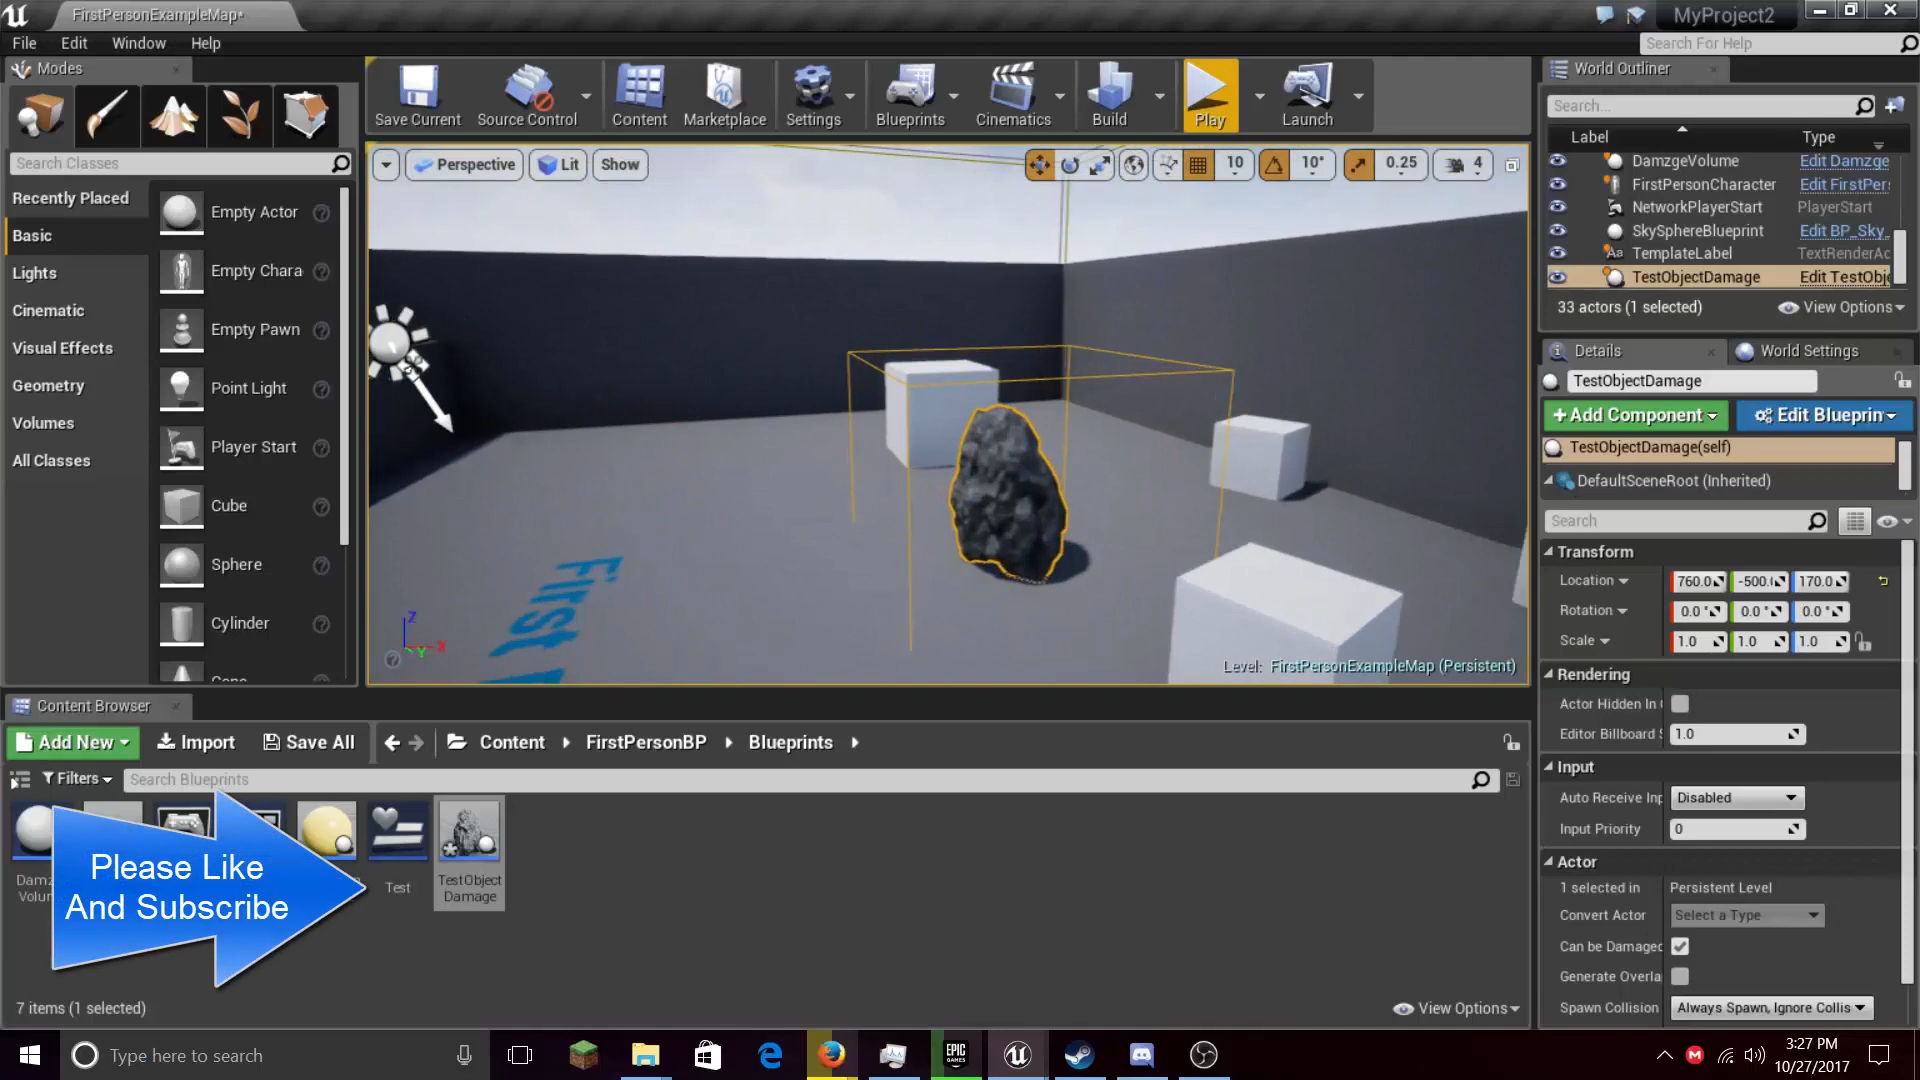 FirstPersonExampleMap*
MyProject2
File Edit Window Help
Search For Help
Modes
Save Current Source Control Content Marketplace Settings Blueprints Cinematics Build Play Launch
World Outliner
Search...
Label Type
Search Classes
Perspective Lit Show 10 10° 0.25 4
DamzgeVolume Edit Damzge
FirstPersonCharacter Edit FirstPer
NetworkPlayerStart PlayerStart
SkySphereBlueprint Edit BP_Sky_
TemplateLabel TextRenderAc
TestObjectDamage Edit TestObje
33 actors (1 selected) View Options
Recently Placed
Basic
Lights
Cinematic
Visual Effects
Geometry
Volumes
All Classes
Empty Actor
Empty Chara
Empty Pawn
Point Light
Player Start
Cube
Sphere
Cylinder
Cone
First
Z
X
Y
Level: FirstPersonExampleMap (Persistent)
Details World Settings
TestObjectDamage
+Add Component Edit Blueprin
TestObjectDamage(self)
DefaultSceneRoot (Inherited)
Search
Transform
Location 760.0 -500.( 170.0
Rotation 0.0 ° 0.0 ° 0.0 °
Scale 1.0 1.0 1.0
Rendering
Actor Hidden In
Editor Billboard S 1.0
Input
Auto Receive Inp Disabled
Input Priority 0
Actor
1 selected in Persistent Level
Convert Actor Select a Type
Can be Damaged
Generate Overla
Spawn Collision Always Spawn, Ignore Collis
Content Browser
Add New Import Save All Content FirstPersonBP Blueprints
Filters Search Blueprints
Damz
Volu
Test
TestObject
Damage
Please Like
And Subscribe
7 items (1 selected) View Options
Type here to search
EPIC
GAMES
3:27 PM
10/27/2017